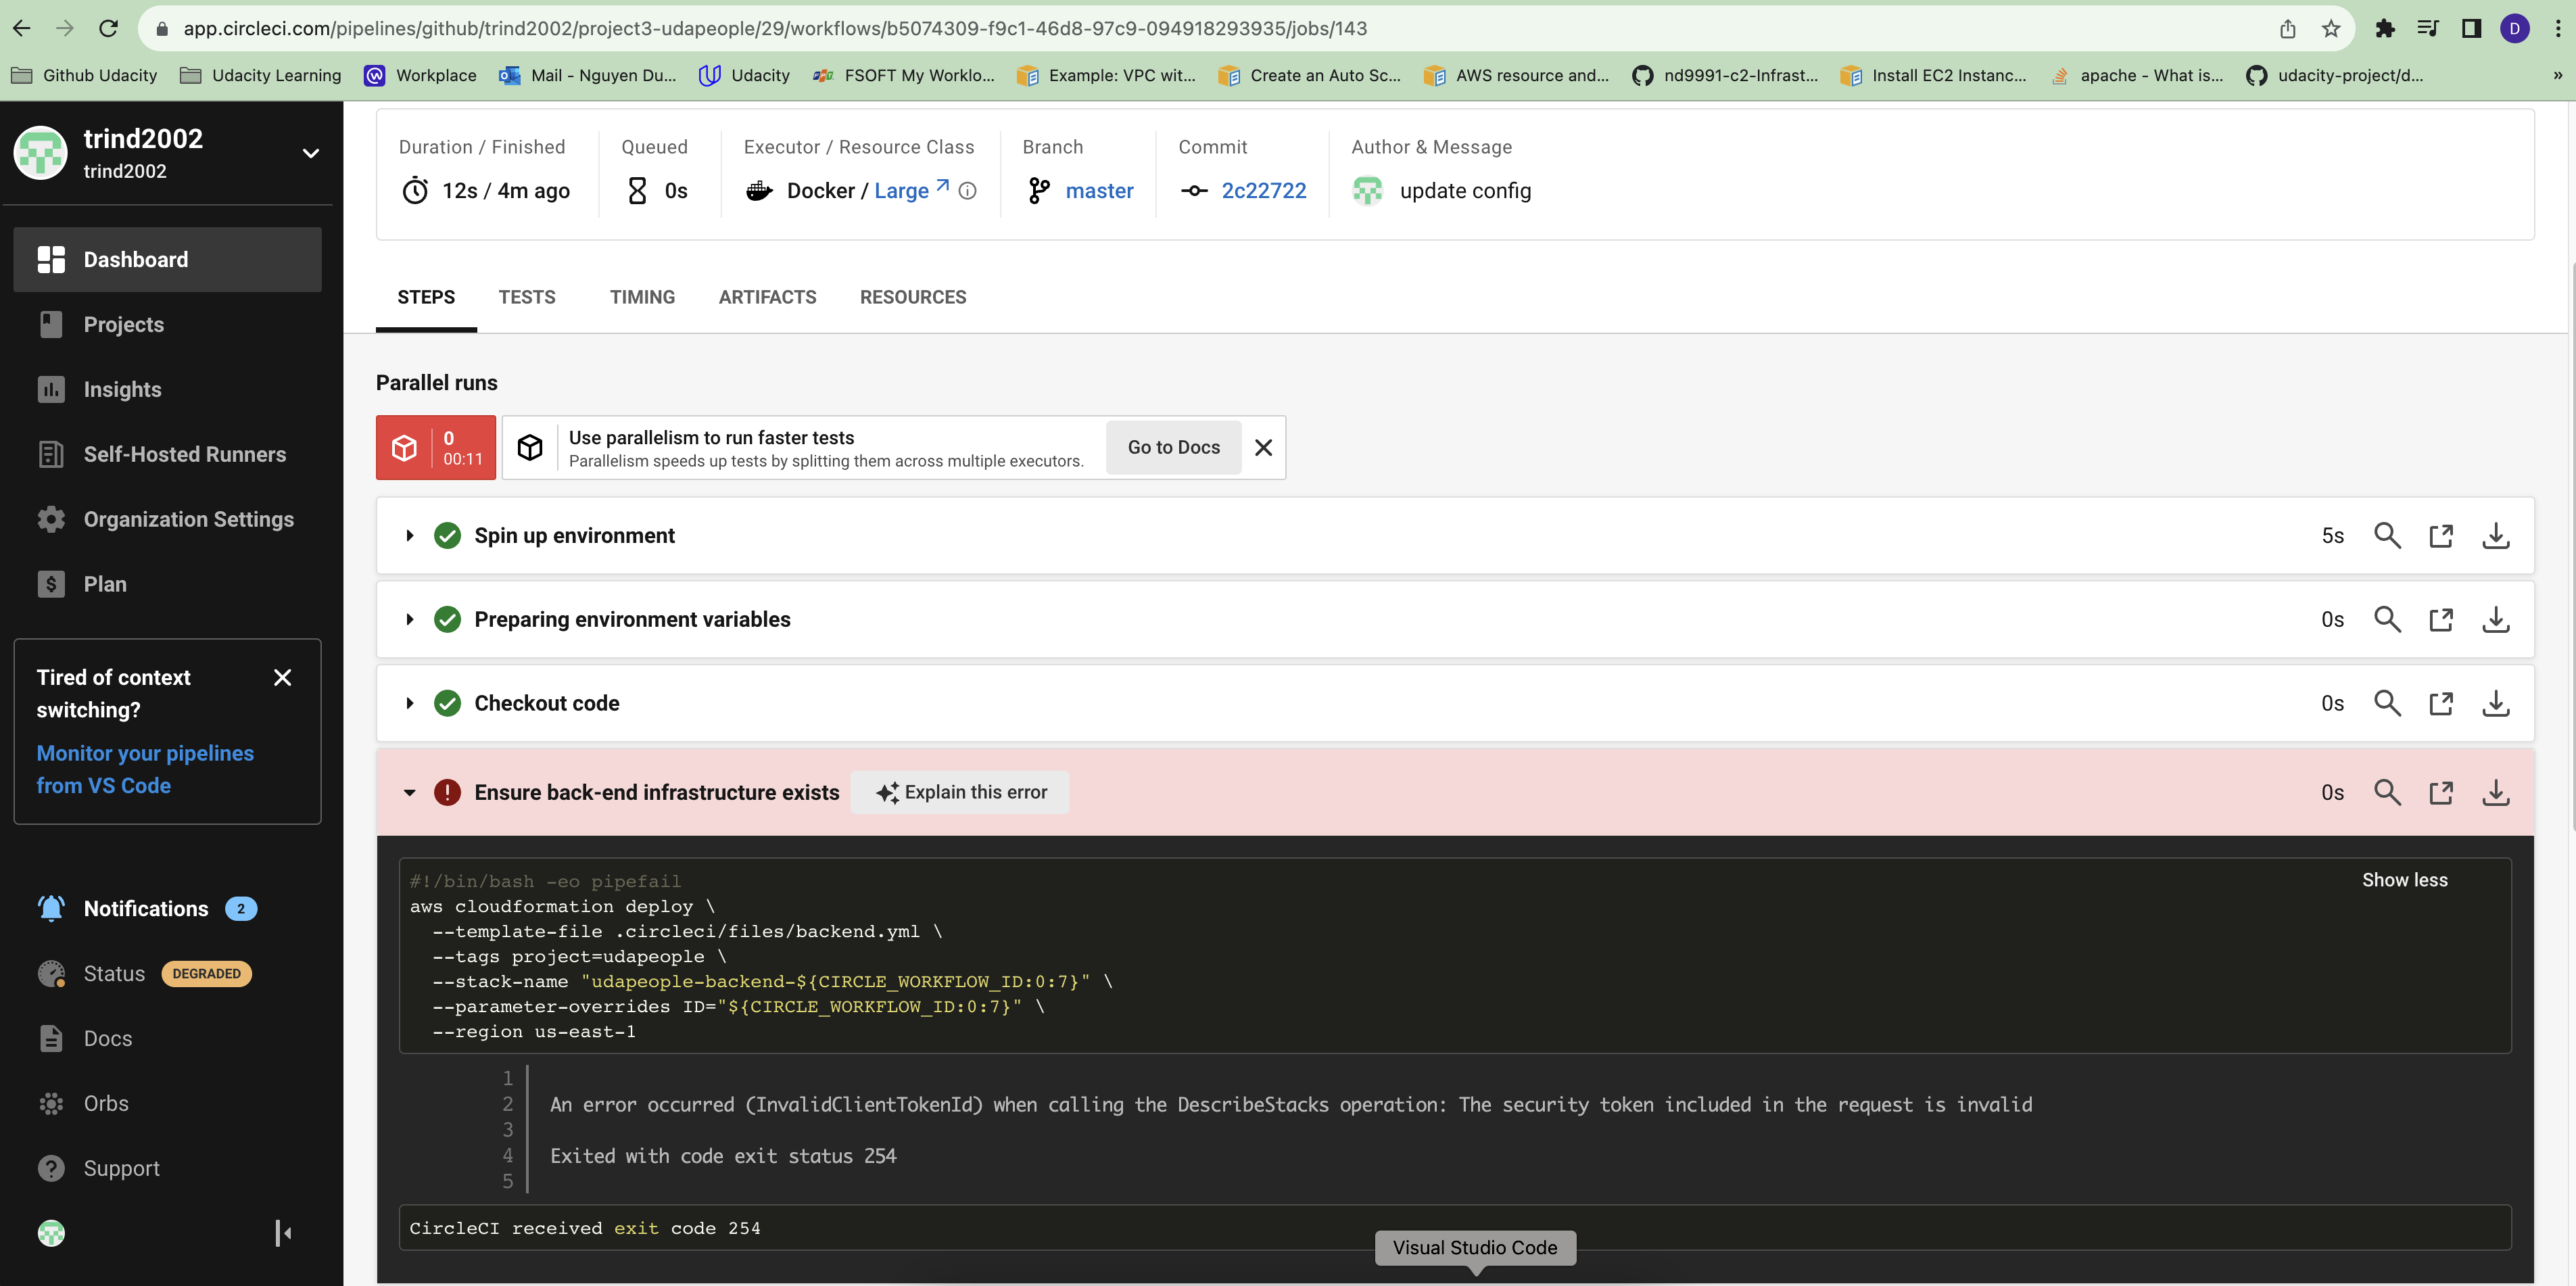 app.circleci.com/pipelines/github/trind2002/project3-udapeople/29/workflows/b5074309-f9c1-46d8-97c9-094918293935/jobs/143
D
Github Udacity
Udacity Learning
Workplace
Mail - Nguyen Du...
Udacity
FSOFT My Worklo...
Example: VPC wit...
Create an Auto Sc...
AWS resource and...
nd9991-c2-Infrast...
Install EC2 Instanc...
apache - What is...
udacity-project/d...
»
trind2002
trind2002
Dashboard
Projects
Insights
Self-Hosted Runners
Organization Settings
Plan
Tired of context
switching?
Monitor your pipelines
from VS Code
Notifications 2
Status DEGRADED
Docs
Orbs
Support
Duration / Finished
12s / 4m ago
Queued
0s
Executor / Resource Class
Docker / Large
Branch
master
Commit
2c22722
Author & Message
update config
STEPS
TESTS
TIMING
ARTIFACTS
RESOURCES
Parallel runs
0
00:11
Use parallelism to run faster tests
Parallelism speeds up tests by splitting them across multiple executors.
Go to Docs
Spin up environment
5s
Preparing environment variables
0s
Checkout code
0s
Ensure back-end infrastructure exists
Explain this error
0s
#!/bin/bash -eo pipefail
Show less
aws cloudformation deploy \
--template-file .circleci/files/backend.yml \
--tags project=udapeople \
--stack-name "udapeople-backend-${CIRCLE_WORKFLOW_ID:0:7}" \
--parameter-overrides ID="${CIRCLE_WORKFLOW_ID:0:7}" \
--region us-east-1
1
2 An error occurred (InvalidClientTokenId) when calling the DescribeStacks operation: The security token included in the request is invalid
3
4 Exited with code exit status 254
5
CircleCI received exit code 254
Visual Studio Code